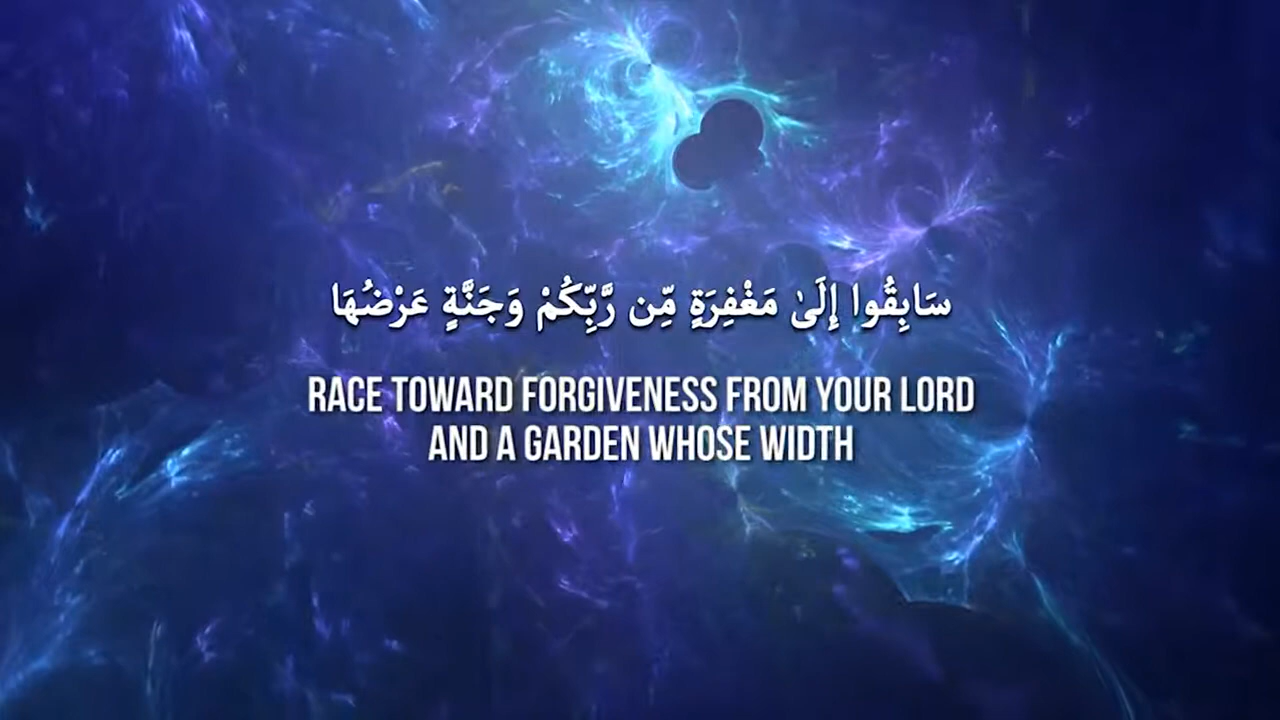 سَابِقُوا إِلَىٰ مَغْفِرَةٍ مِّن رَّبِّكُمْ وَجَنَّةٍ عَرْضُهَا
RACE TOWARD FORGIVENESS FROM YOUR LORD
AND A GARDEN WHOSE WIDTH